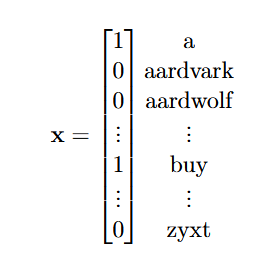 1 a
0 aardvark
0 aardwolf
x = ⋮ ⋮
1 buy
⋮ ⋮
0 zyxt